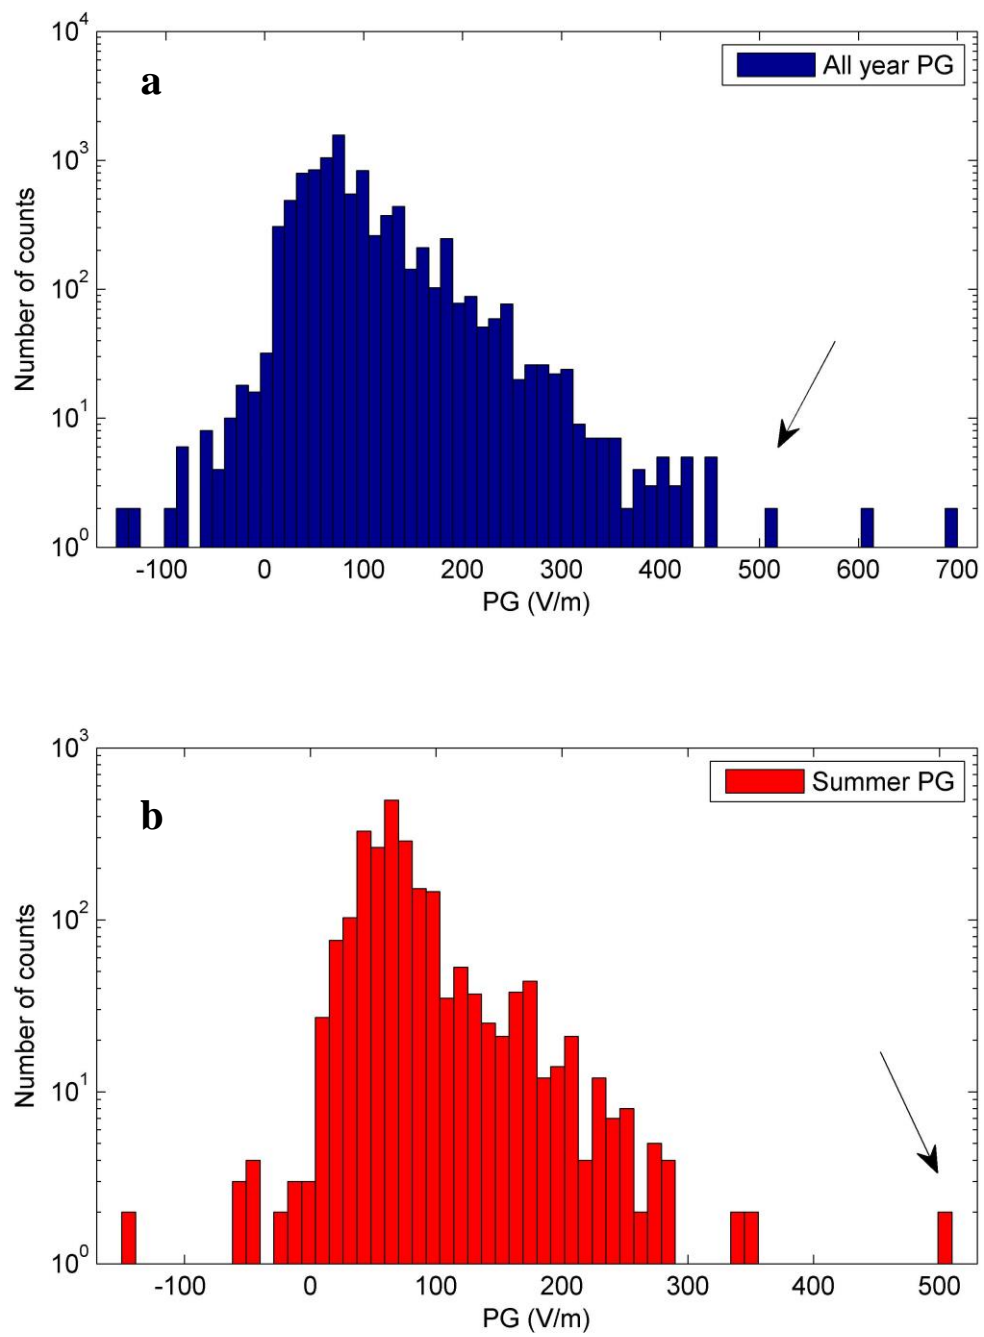 a
All year PG
10^4
10^3
10^2
10^1
10^0
Number of counts
-100 0 100 200 300 400 500 600 700
PG (V/m)
b
Summer PG
10^3
10^2
10^1
10^0
Number of counts
-100 0 100 200 300 400 500
PG (V/m)